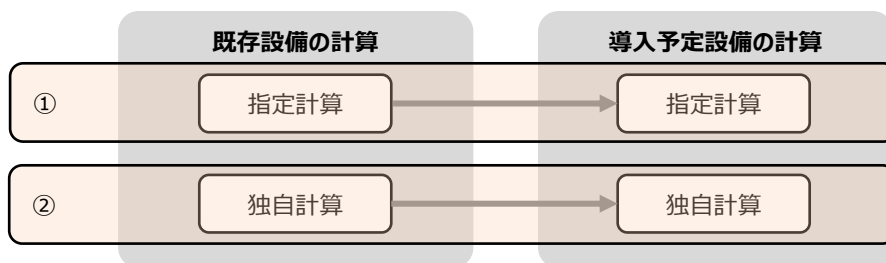 既存設備の計算 導入予定設備の計算
① 指定計算 指定計算
② 独自計算 独自計算